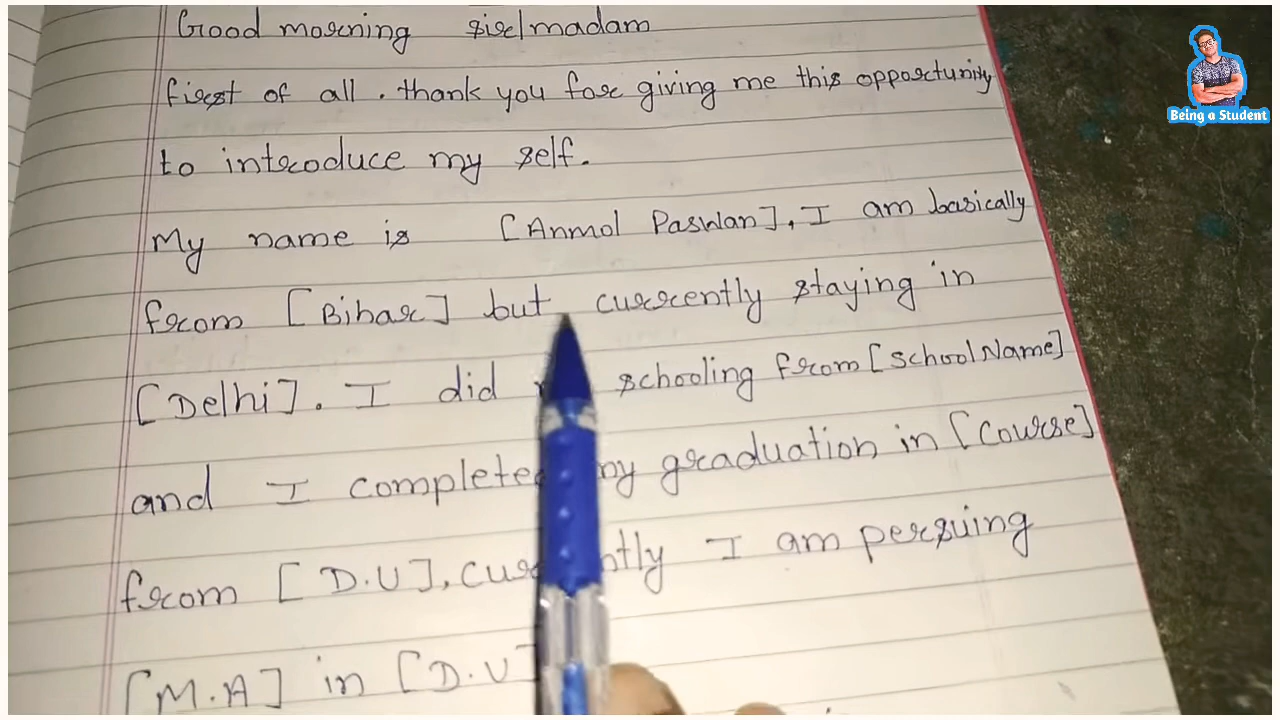 Good morning sir/madam
first of all . thank you for giving me this opportunity
to introduce my self.
My name is [Anmol Paswan], I am basically
from [Bihar] but currently staying in
[Delhi]. I did schooling from [School Name]
and I completed my graduation in [Course]
from [D.U], currently I am persuing
[M.A] in [D.U]
Being a Student